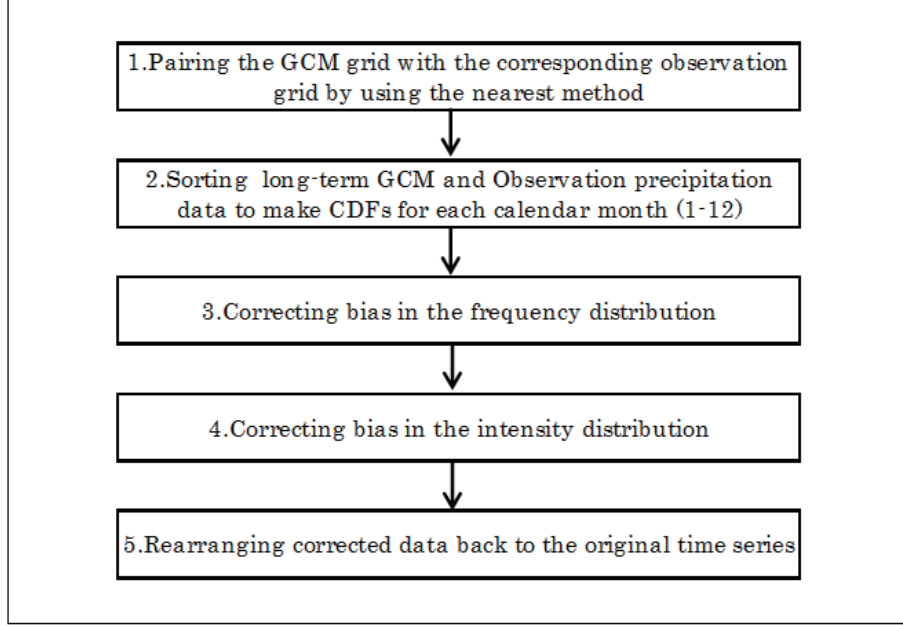 1.Pairing the GCM grid with the corresponding observation
grid by using the nearest method
2.Sorting long-term GCM and Observation precipitation
data to make CDFs for each calendar month (1-12)
3.Correcting bias in the frequency distribution
4.Correcting bias in the intensity distribution
5.Rearranging corrected data back to the original time series